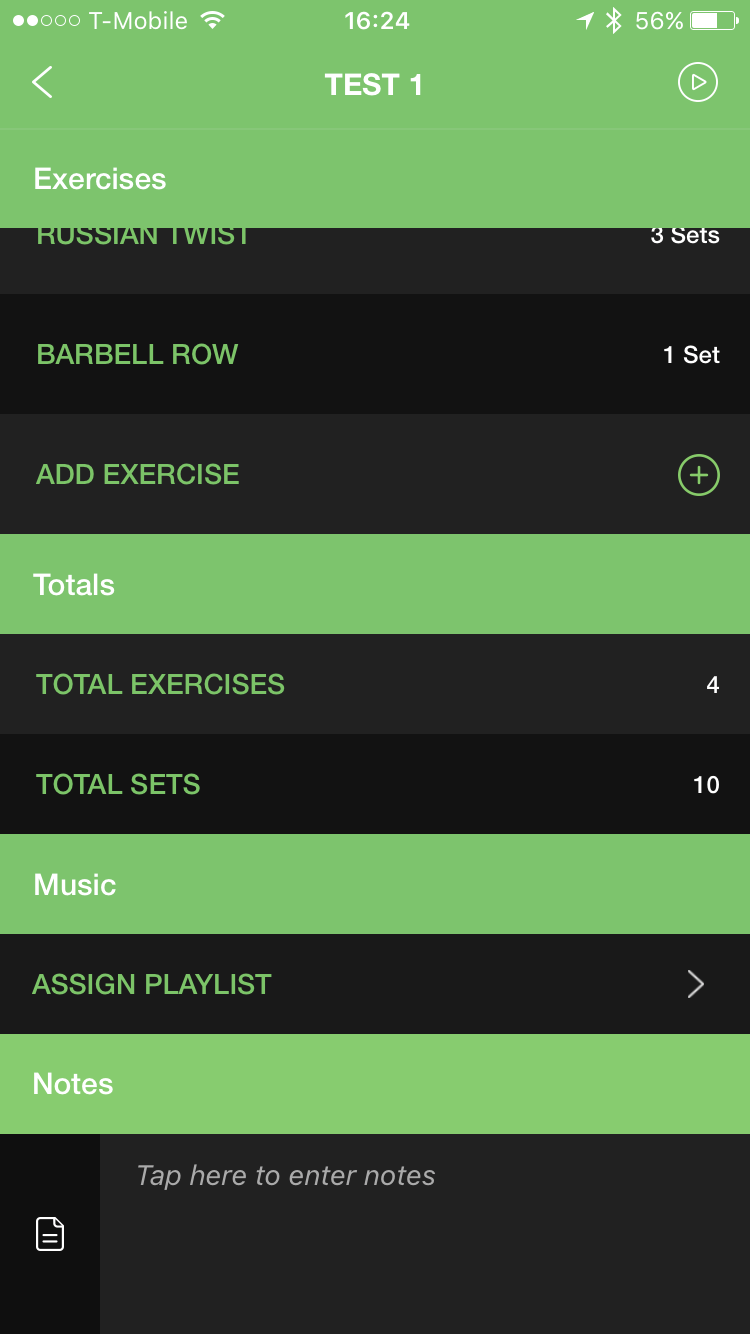 T-Mobile 16:24 56%
TEST 1
Exercises
RUSSIAN TWIST 3 Sets
BARBELL ROW 1 Set
ADD EXERCISE
Totals
TOTAL EXERCISES 4
TOTAL SETS 10
Music
ASSIGN PLAYLIST
Notes
Tap here to enter notes